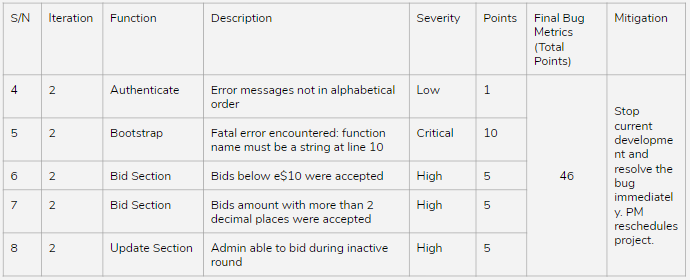 S/N Iteration Function Description Severity Points Final Bug Mitigation
Metrics
(Total
Points)
4 2 Authenticate Error messages not in alphabetical Low 1
order
5 2 Bootstrap Fatal error encountered: function Critical 10
name must be a string at line 10
6 2 Bid Section Bids below e$10 were accepted High 5
7 2 Bid Section Bids amount with more than 2 High 5
decimal places were accepted
8 2 Update Section Admin able to bid during inactive High 5
round
46
Stop
current
developme
nt and
resolve the
bug
immediatel
y. PM
reschedules
project.